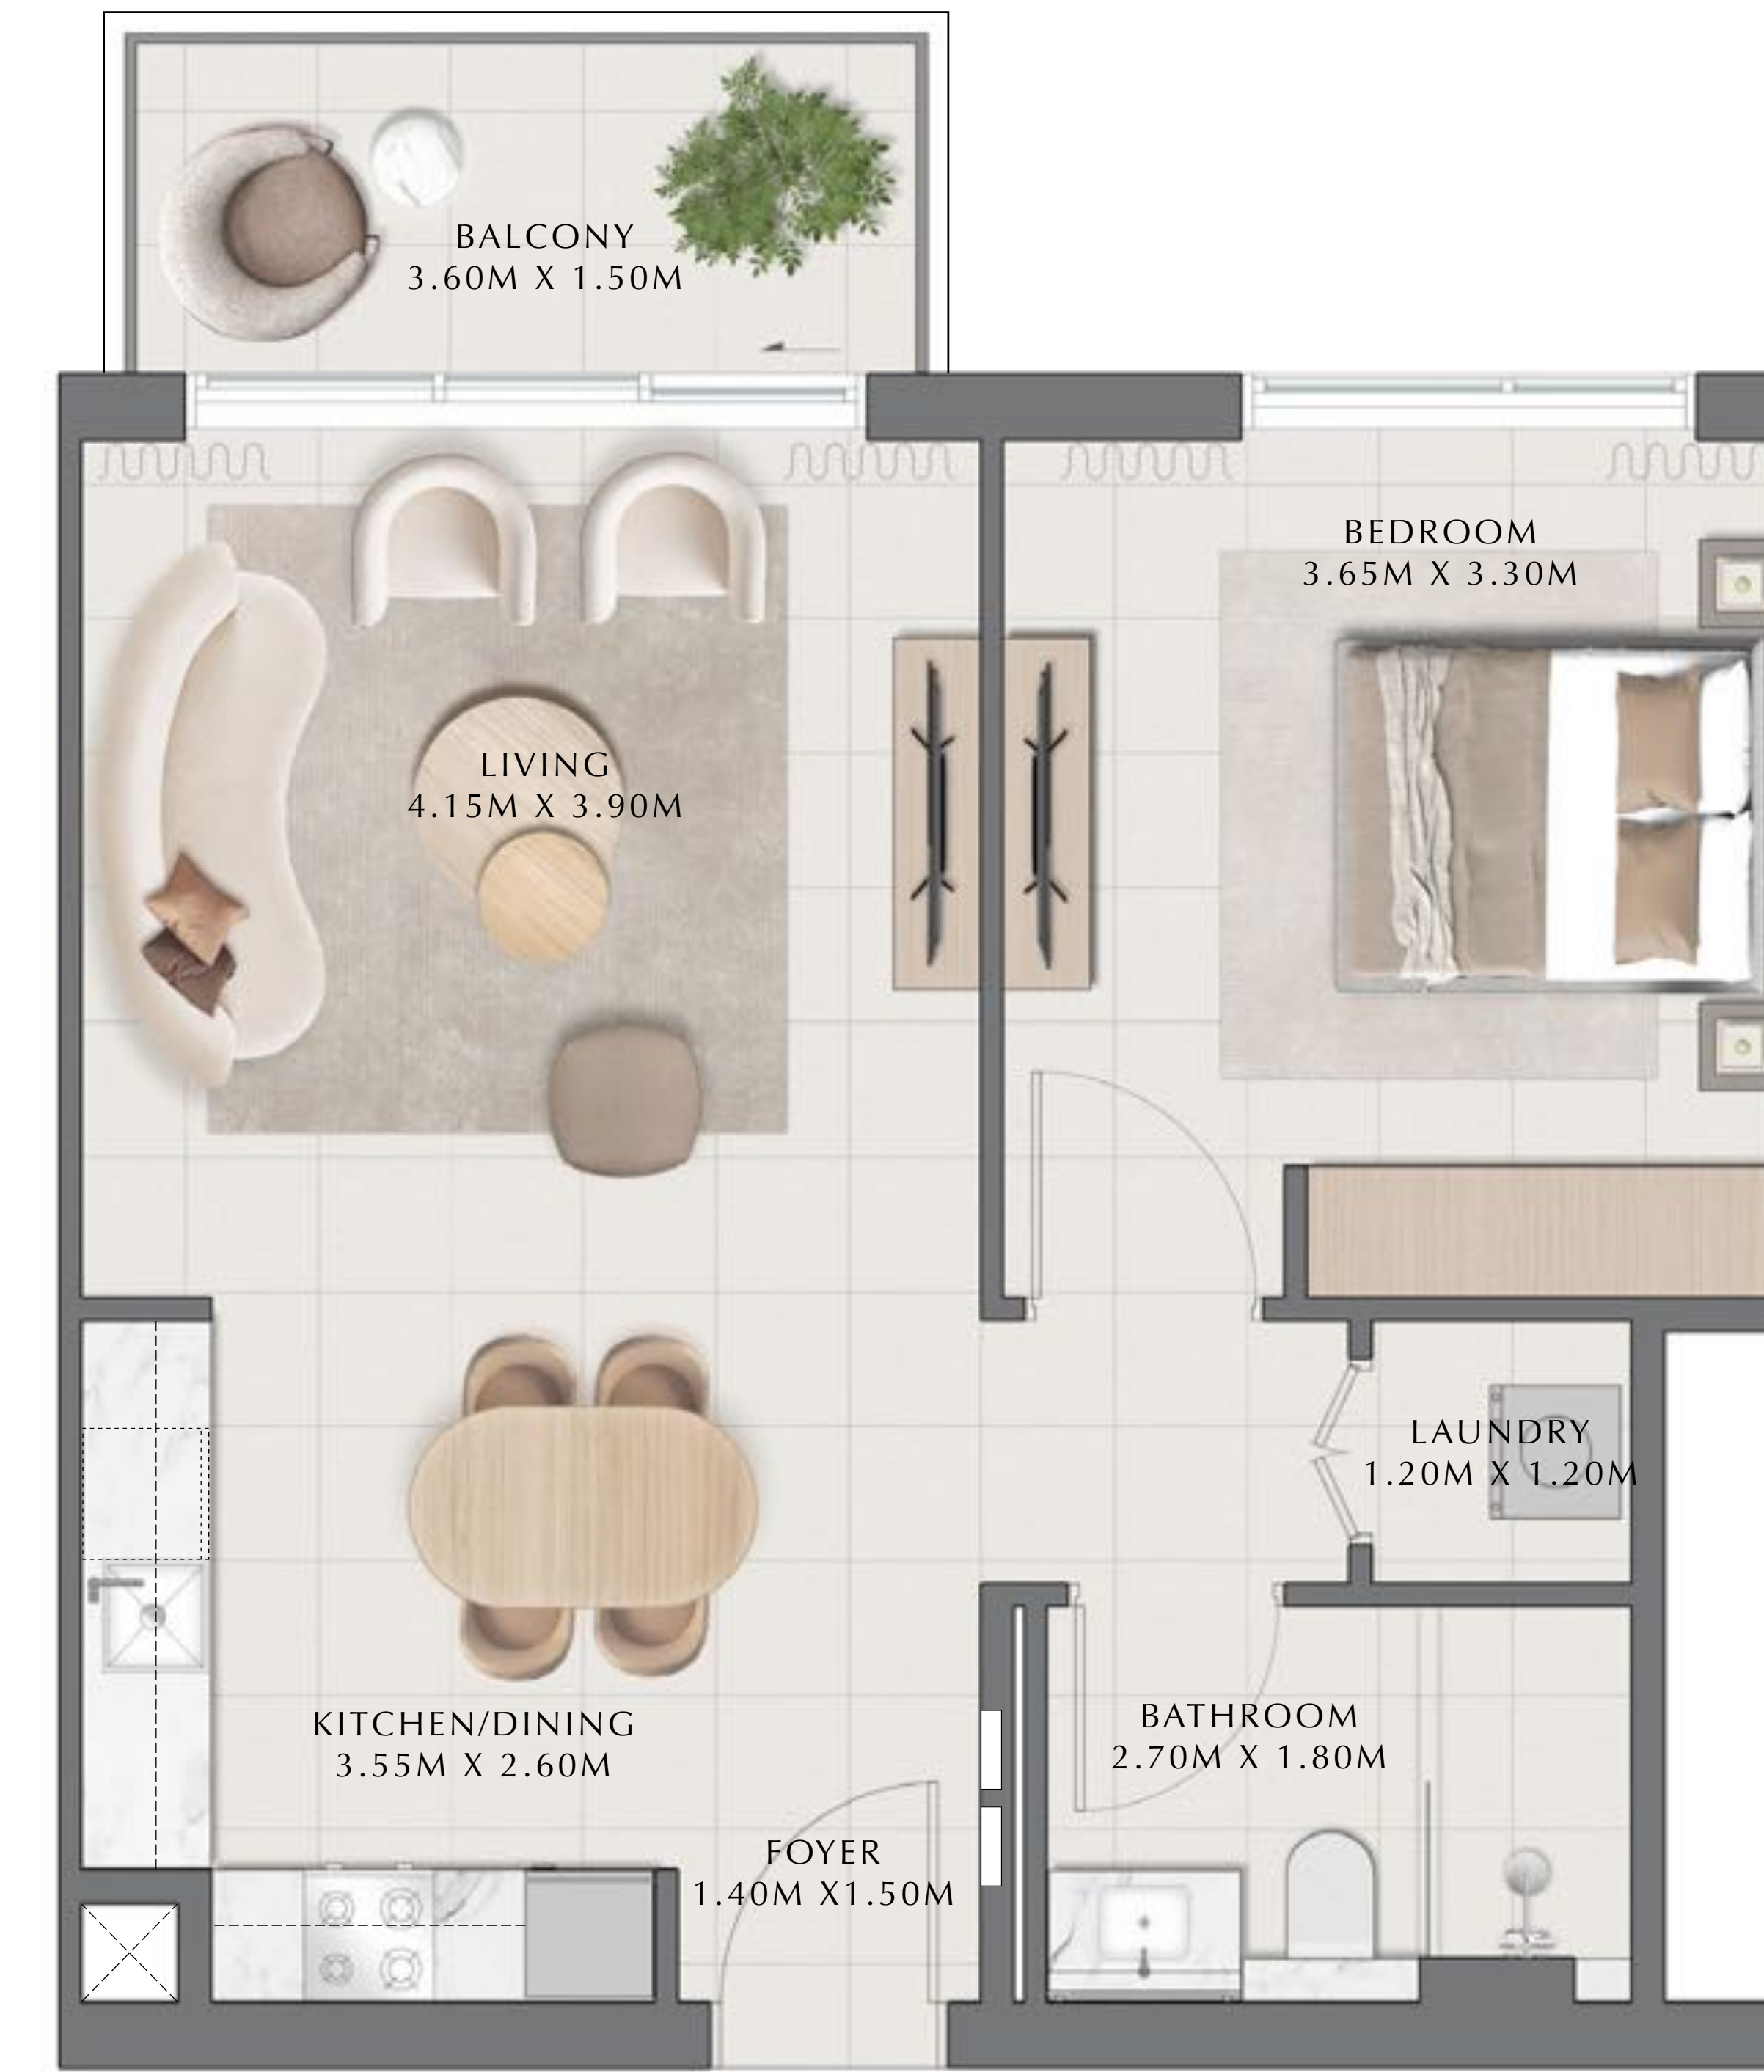 BALCONY
3.60M X 1.50M
BEDROOM
3.65M X 3.30M
LIVING
4.15M X 3.90M
LAUNDRY
1.20M X 1.20M
KITCHEN/DINING
3.55M X 2.60M
BATHROOM
2.70M X 1.80M
FOYER
1.40M X1.50M